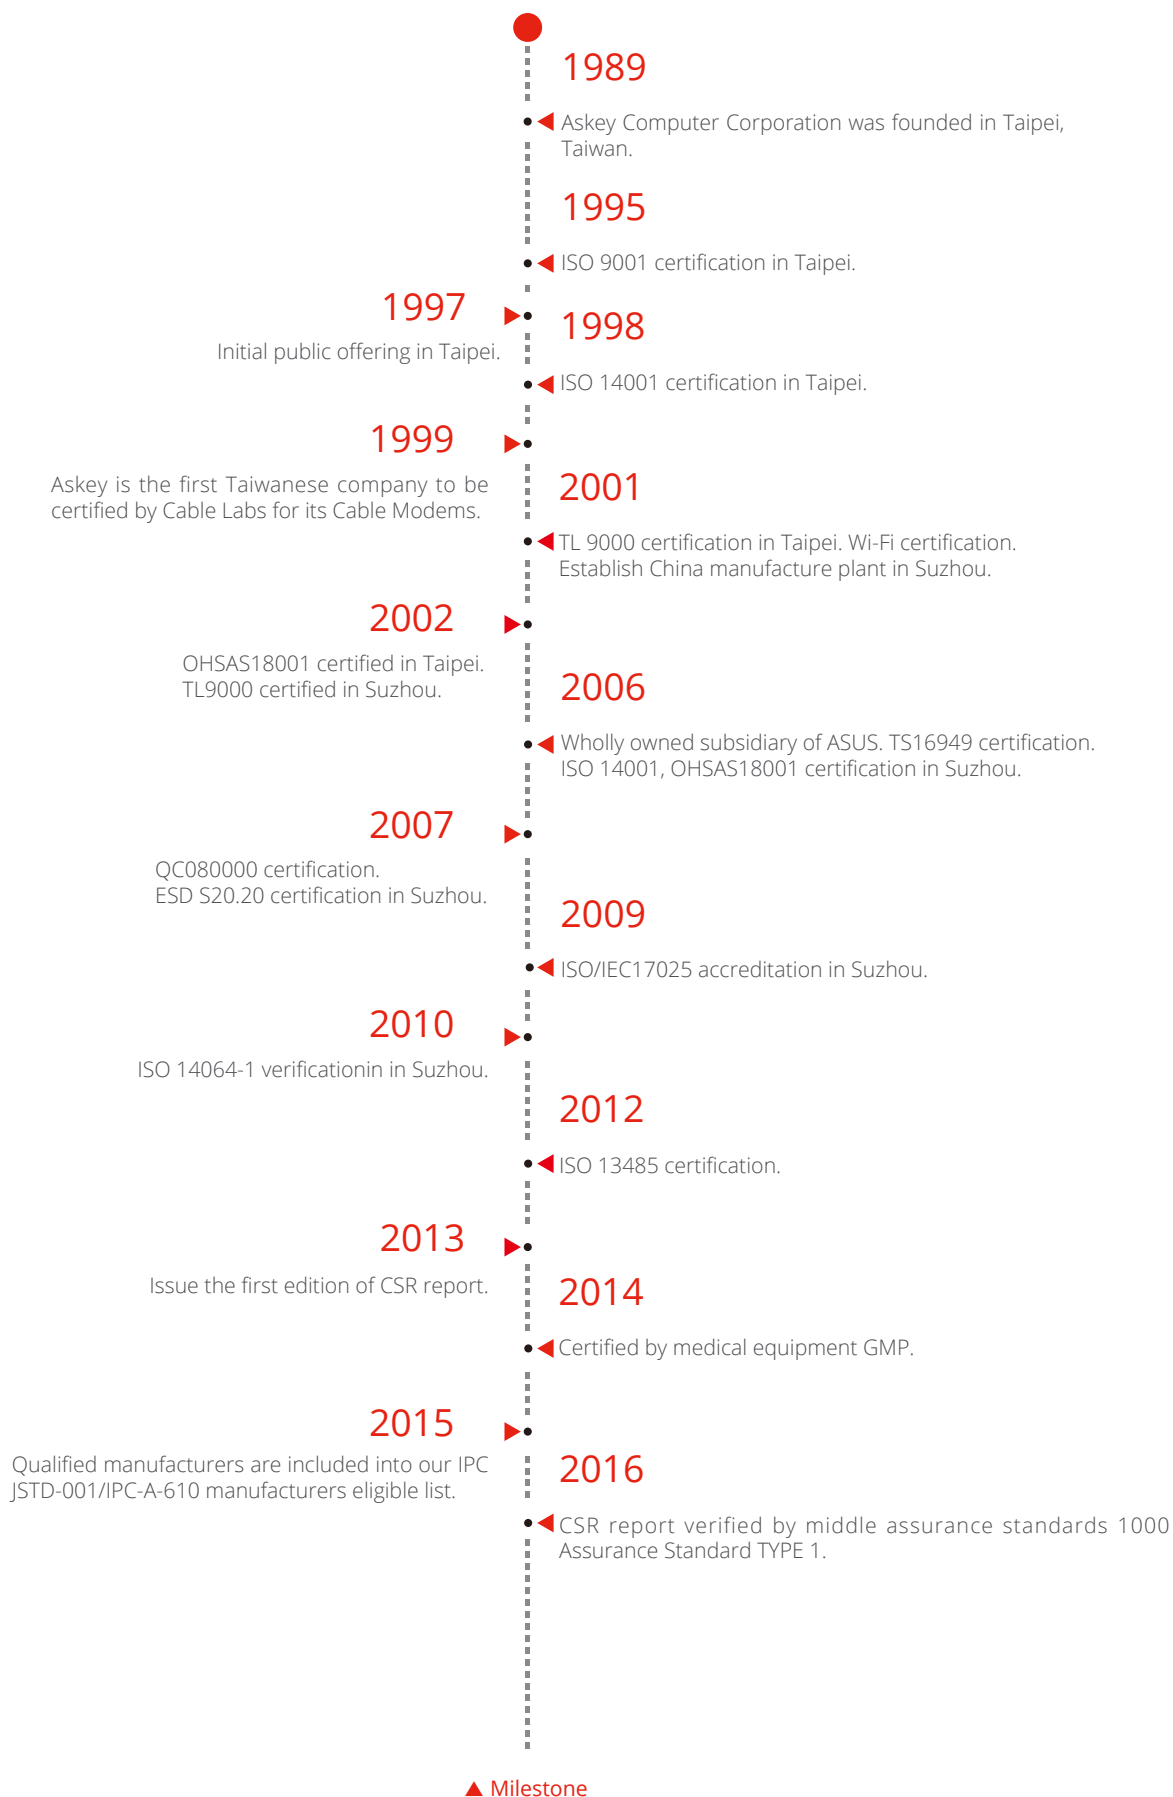 1989
Askey Computer Corporation was founded in Taipei,
Taiwan.
1995
ISO 9001 certification in Taipei.
1997
Initial public offering in Taipei.
1998
ISO 14001 certification in Taipei.
1999
Askey is the first Taiwanese company to be
certified by Cable Labs for its Cable Modems.
2001
TL 9000 certification in Taipei. Wi-Fi certification.
Establish China manufacture plant in Suzhou.
2002
OHSAS18001 certified in Taipei.
TL9000 certified in Suzhou.
2006
Wholly owned subsidiary of ASUS. TS16949 certification.
ISO 14001, OHSAS18001 certification in Suzhou.
2007
QC080000 certification.
ESD S20.20 certification in Suzhou.
2009
ISO/IEC17025 accreditation in Suzhou.
2010
ISO 14064-1 verificationin in Suzhou.
2012
ISO 13485 certification.
2013
Issue the first edition of CSR report.
2014
Certified by medical equipment GMP.
2015
Qualified manufacturers are included into our IPC
JSTD-001/IPC-A-610 manufacturers eligible list.
2016
CSR report verified by middle assurance standards 1000
Assurance Standard TYPE 1.
▲ Milestone